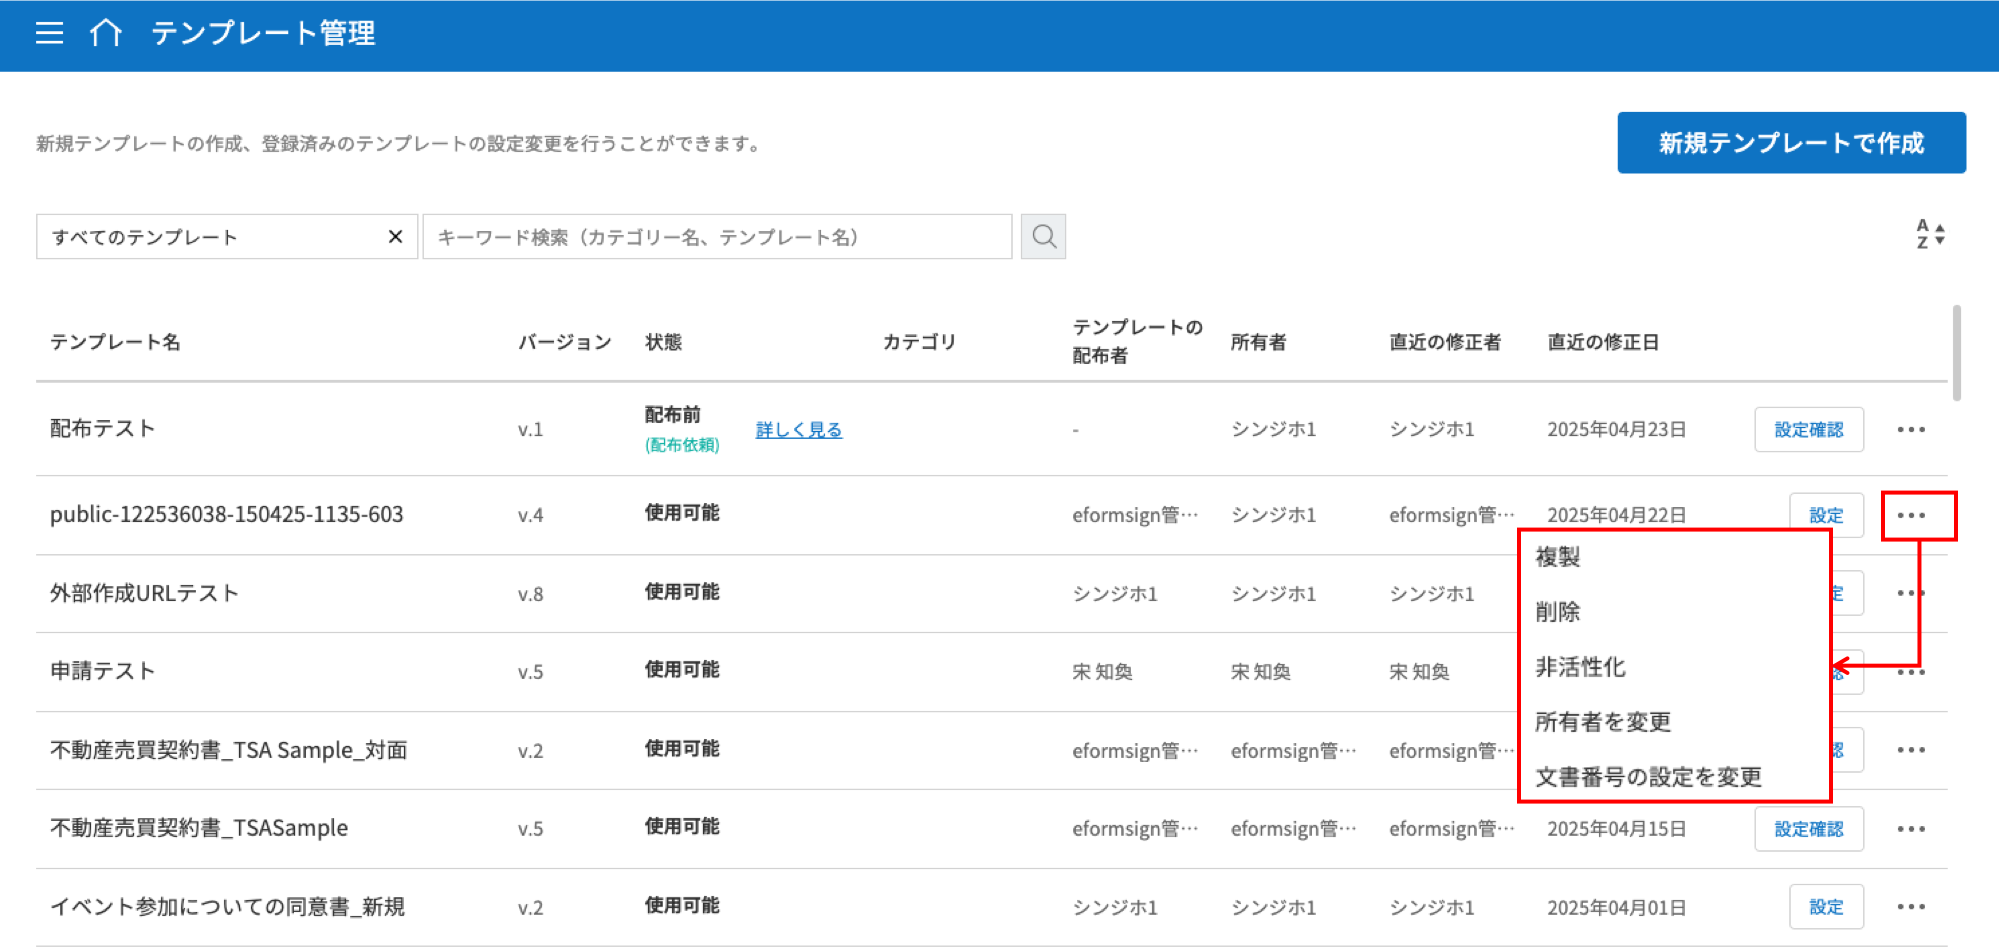 テンプレート管理
新規テンプレートの作成、登録済みのテンプレートの設定変更を行うことができます。
新規テンプレートで作成
すべてのテンプレート
キーワード検索（カテゴリー名、テンプレート名）
A
Z
テンプレート名 バージョン 状態 カテゴリ テンプレートの配布者 所有者 直近の修正者 直近の修正日
配布テスト v.1 配布前 (配布依頼) 詳しく見る - シンジホ1 シンジホ1 2025年04月23日 設定確認 •••
public-122536038-150425-1135-603 v.4 使用可能 eformsign管… シンジホ1 eformsign管… 2025年04月22日 設定 •••
外部作成URLテスト v.8 使用可能 シンジホ1 シンジホ1 シンジホ1 定 •••
申請テスト v.5 使用可能 宋 知奐 宋 知奐 宋 知奐 •••
不動産売買契約書_TSA Sample_対面 v.2 使用可能 eformsign管… eformsign管… eformsign管… 認 •••
不動産売買契約書_TSASample v.5 使用可能 eformsign管… eformsign管… eformsign管… 2025年04月15日 設定確認 •••
イベント参加についての同意書_新規 v.2 使用可能 シンジホ1 シンジホ1 シンジホ1 2025年04月01日 設定 •••
複製
削除
非活性化
所有者を変更
文書番号の設定を変更